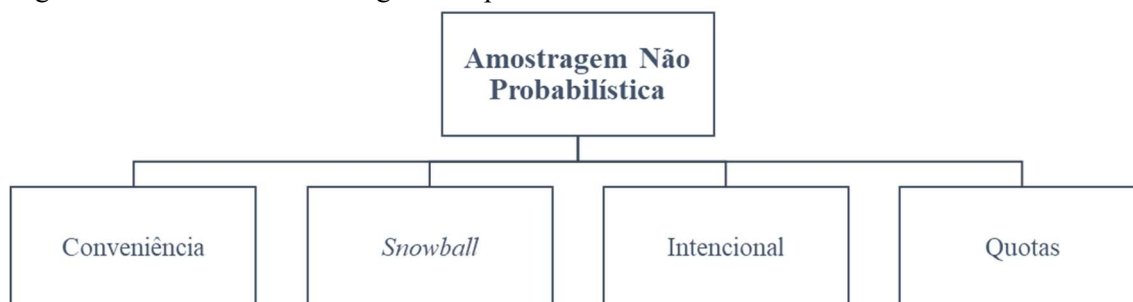 Amostragem Não
Probabilística
Conveniência
Snowball
Intencional
Quotas